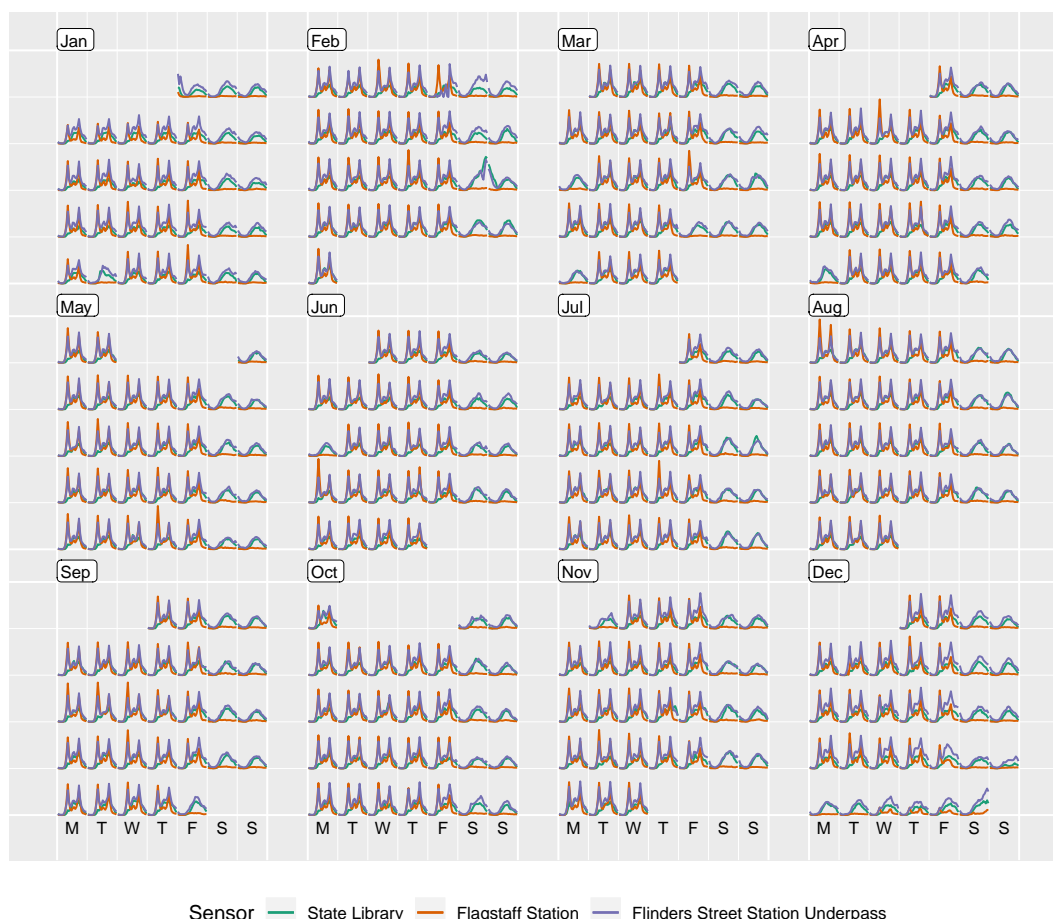 Jan Feb Mar Apr
May Jun Jul Aug
Sep Oct Nov Dec
M T W T F S S M T W T F S S M T W T F S S M T W T F S S
Sensor State Library Flagstaff Station Flinders Street Station Underpass